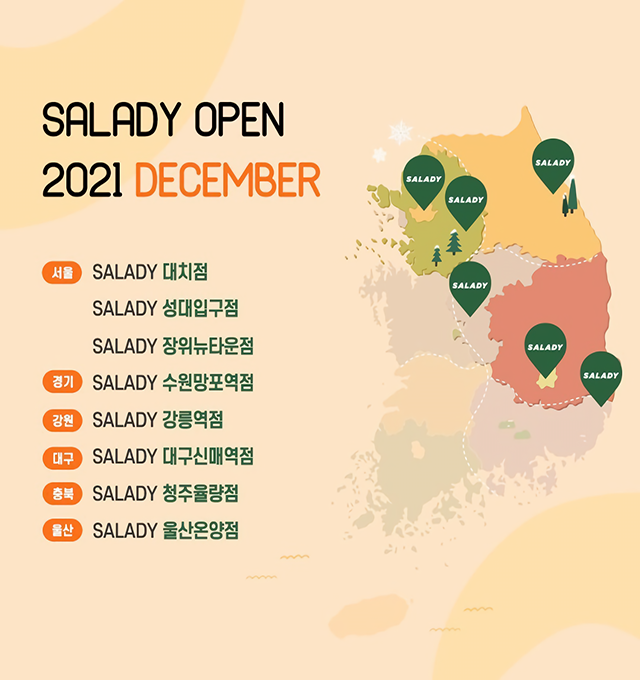 SALADY OPEN
2021 DECEMBER
서울 SALADY 대치점
SALADY 성대입구점
SALADY 장위뉴타운점
경기 SALADY 수원망포역점
강원 SALADY 강릉역점
대구 SALADY 대구신매역점
충북 SALADY 청주율량점
울산 SALADY 울산온양점
SALADY
SALADY
SALADY
SALADY
SALADY
SALADY